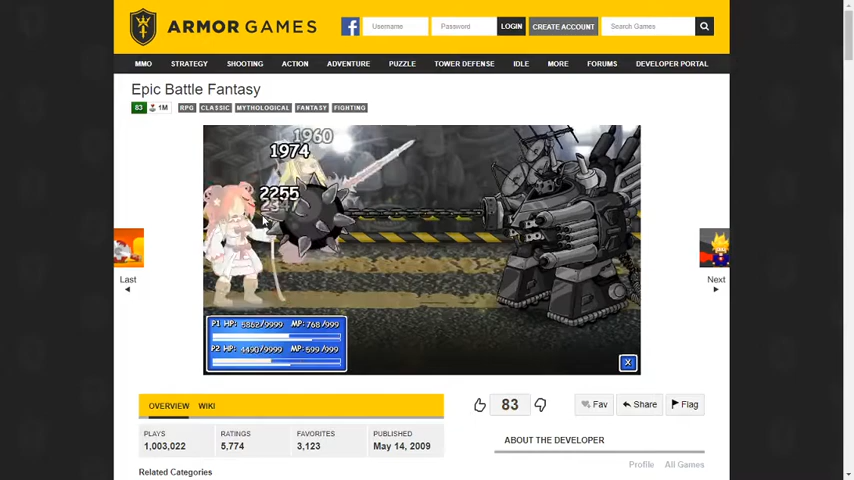 ARMOR GAMES
Username
Password
LOGIN
CREATE ACCOUNT
Search Games
MMO STRATEGY SHOOTING ACTION ADVENTURE PUZZLE TOWER DEFENSE IDLE MORE FORUMS DEVELOPER PORTAL
Epic Battle Fantasy
83 1M RPG CLASSIC MYTHOLOGICAL FANTASY FIGHTING
1960
1974
2255
P1 HP: 5862/9999 MP: 768/999
P2 HP: 4490/9999 MP: 699/999
X
Last
Next
OVERVIEW WIKI
83
Fav
Share
Flag
PLAYS RATINGS FAVORITES PUBLISHED
1,003,022 5,774 3,123 May 14, 2009
ABOUT THE DEVELOPER
Profile All Games
Related Categories